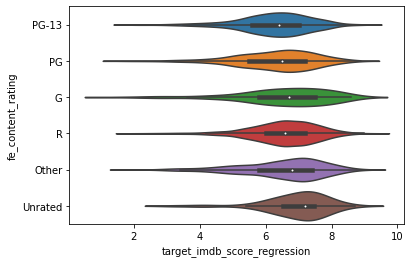 PG-13
PG
G
R
Other
Unrated
fe_content_rating
2 4 6 8 10
target_imdb_score_regression